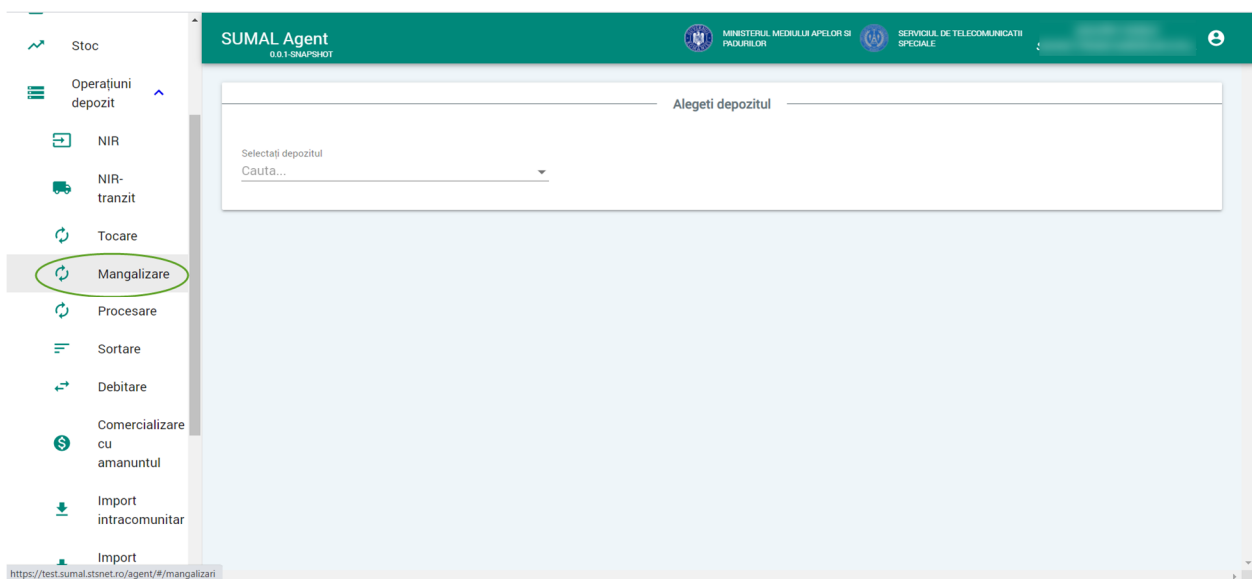 Stoc
Operațiuni
depozit
NIR
NIR-
tranzit
Tocare
Mangalizare
Procesare
Sortare
Debitare
Comercializare
cu
amanuntul
Import
intracomunitar
Import
https://test.sumal.stsnet.ro/agent/#/mangalizari
SUMAL Agent
0.0.1-SNAPSHOT
MINISTERUL MEDIULUI APELOR SI
PADURILOR
SERVICIUL DE TELECOMUNICATII
SPECIALE
Alegeti depozitul
Selectați depozitul
Cauta...